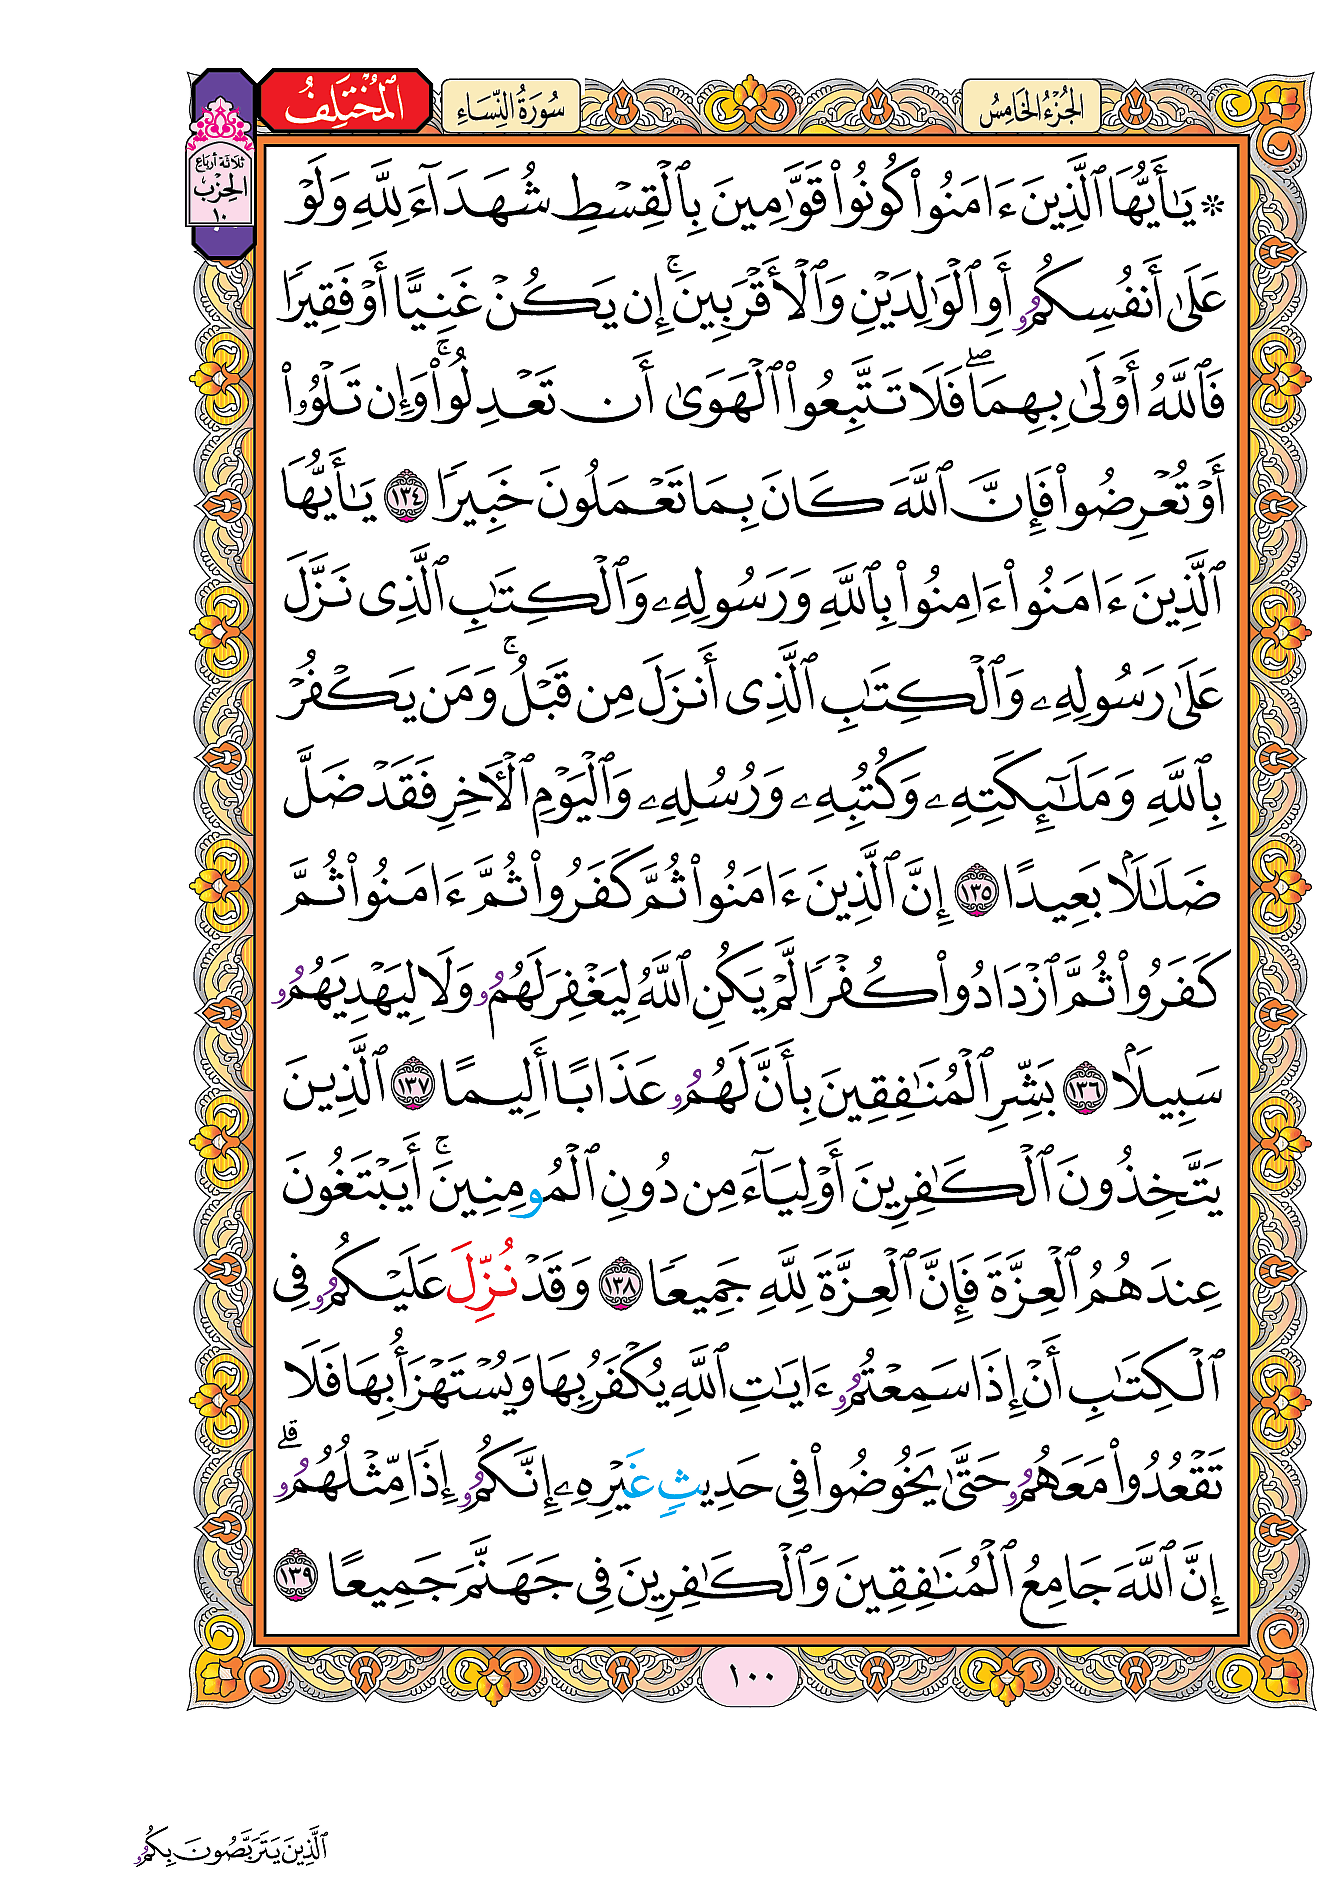 الجُزْءُ الخَامِسُ
سُورَةُ النِّسَاءِ
المُخْتَلِفُ
ثلاثة أرباع
الحِزْب
١٠
۞ يَٰٓأَيُّهَا ٱلَّذِينَ ءَامَنُواْ كُونُواْ قَوَّٰمِينَ بِٱلْقِسْطِ شُهَدَآءَ لِلَّهِ وَلَوْ
عَلَىٰٓ أَنفُسِكُمُۥٓ أَوِ ٱلْوَٰلِدَيْنِ وَٱلْأَقْرَبِينَۚ إِن يَكُنْ غَنِيًّا أَوْ فَقِيرًا
فَٱللَّهُ أَوْلَىٰ بِهِمَاۖ فَلَا تَتَّبِعُواْ ٱلْهَوَىٰٓ أَن تَعْدِلُواْۚ وَإِن تَلْوُۥٓاْ
أَوْ تُعْرِضُواْ فَإِنَّ ٱللَّهَ كَانَ بِمَا تَعْمَلُونَ خَبِيرًا ١٣٤ يَٰٓأَيُّهَا
ٱلَّذِينَ ءَامَنُوٓاْ ءَامِنُواْ بِٱللَّهِ وَرَسُولِهِۦ وَٱلْكِتَٰبِ ٱلَّذِى نَزَّلَ
عَلَىٰ رَسُولِهِۦ وَٱلْكِتَٰبِ ٱلَّذِىٓ أَنزَلَ مِن قَبْلُۚ وَمَن يَكْفُرْ
بِٱللَّهِ وَمَلَٰٓئِكَتِهِۦ وَكُتُبِهِۦ وَرُسُلِهِۦ وَٱلْيَوْمِ ٱلْأٓخِرِ فَقَدْ ضَلَّ
ضَلَٰلًۢا بَعِيدًا ١٣٥ إِنَّ ٱلَّذِينَ ءَامَنُواْ ثُمَّ كَفَرُواْ ثُمَّ ءَامَنُواْ ثُمَّ
كَفَرُواْ ثُمَّ ٱزْدَادُواْ كُفْرًا لَّمْ يَكُنِ ٱللَّهُ لِيَغْفِرَ لَهُمُۥ وَلَا لِيَهْدِيَهُمُۥ
سَبِيلًۢا ١٣٦ بَشِّرِ ٱلْمُنَٰفِقِينَ بِأَنَّ لَهُمُۥ عَذَابًا أَلِيمًا ١٣٧ ٱلَّذِينَ
يَتَّخِذُونَ ٱلْكَٰفِرِينَ أَوْلِيَآءَ مِن دُونِ ٱلْمُومِنِينَۚ أَيَبْتَغُونَ
عِندَهُمُ ٱلْعِزَّةَ فَإِنَّ ٱلْعِزَّةَ لِلَّهِ جَمِيعًا ١٣٨ وَقَدْ نُزِّلَ عَلَيْكُمُۥ فِى
ٱلْكِتَٰبِ أَنْ إِذَا سَمِعْتُمُۥٓ ءَايَٰتِ ٱللَّهِ يُكْفَرُ بِهَا وَيُسْتَهْزَأُ بِهَا فَلَا
تَقْعُدُواْ مَعَهُمُۥ حَتَّىٰ يَخُوضُواْ فِى حَدِيثٍ غَيْرِهِۦٓ إِنَّكُمُۥٓ إِذًا مِّثْلُهُمُۥٓۗ
إِنَّ ٱللَّهَ جَامِعُ ٱلْمُنَٰفِقِينَ وَٱلْكَٰفِرِينَ فِى جَهَنَّمَ جَمِيعًا ١٣٩
١٠٠
ٱلَّذِينَ يَتَرَبَّصُونَ بِكُمُۥ